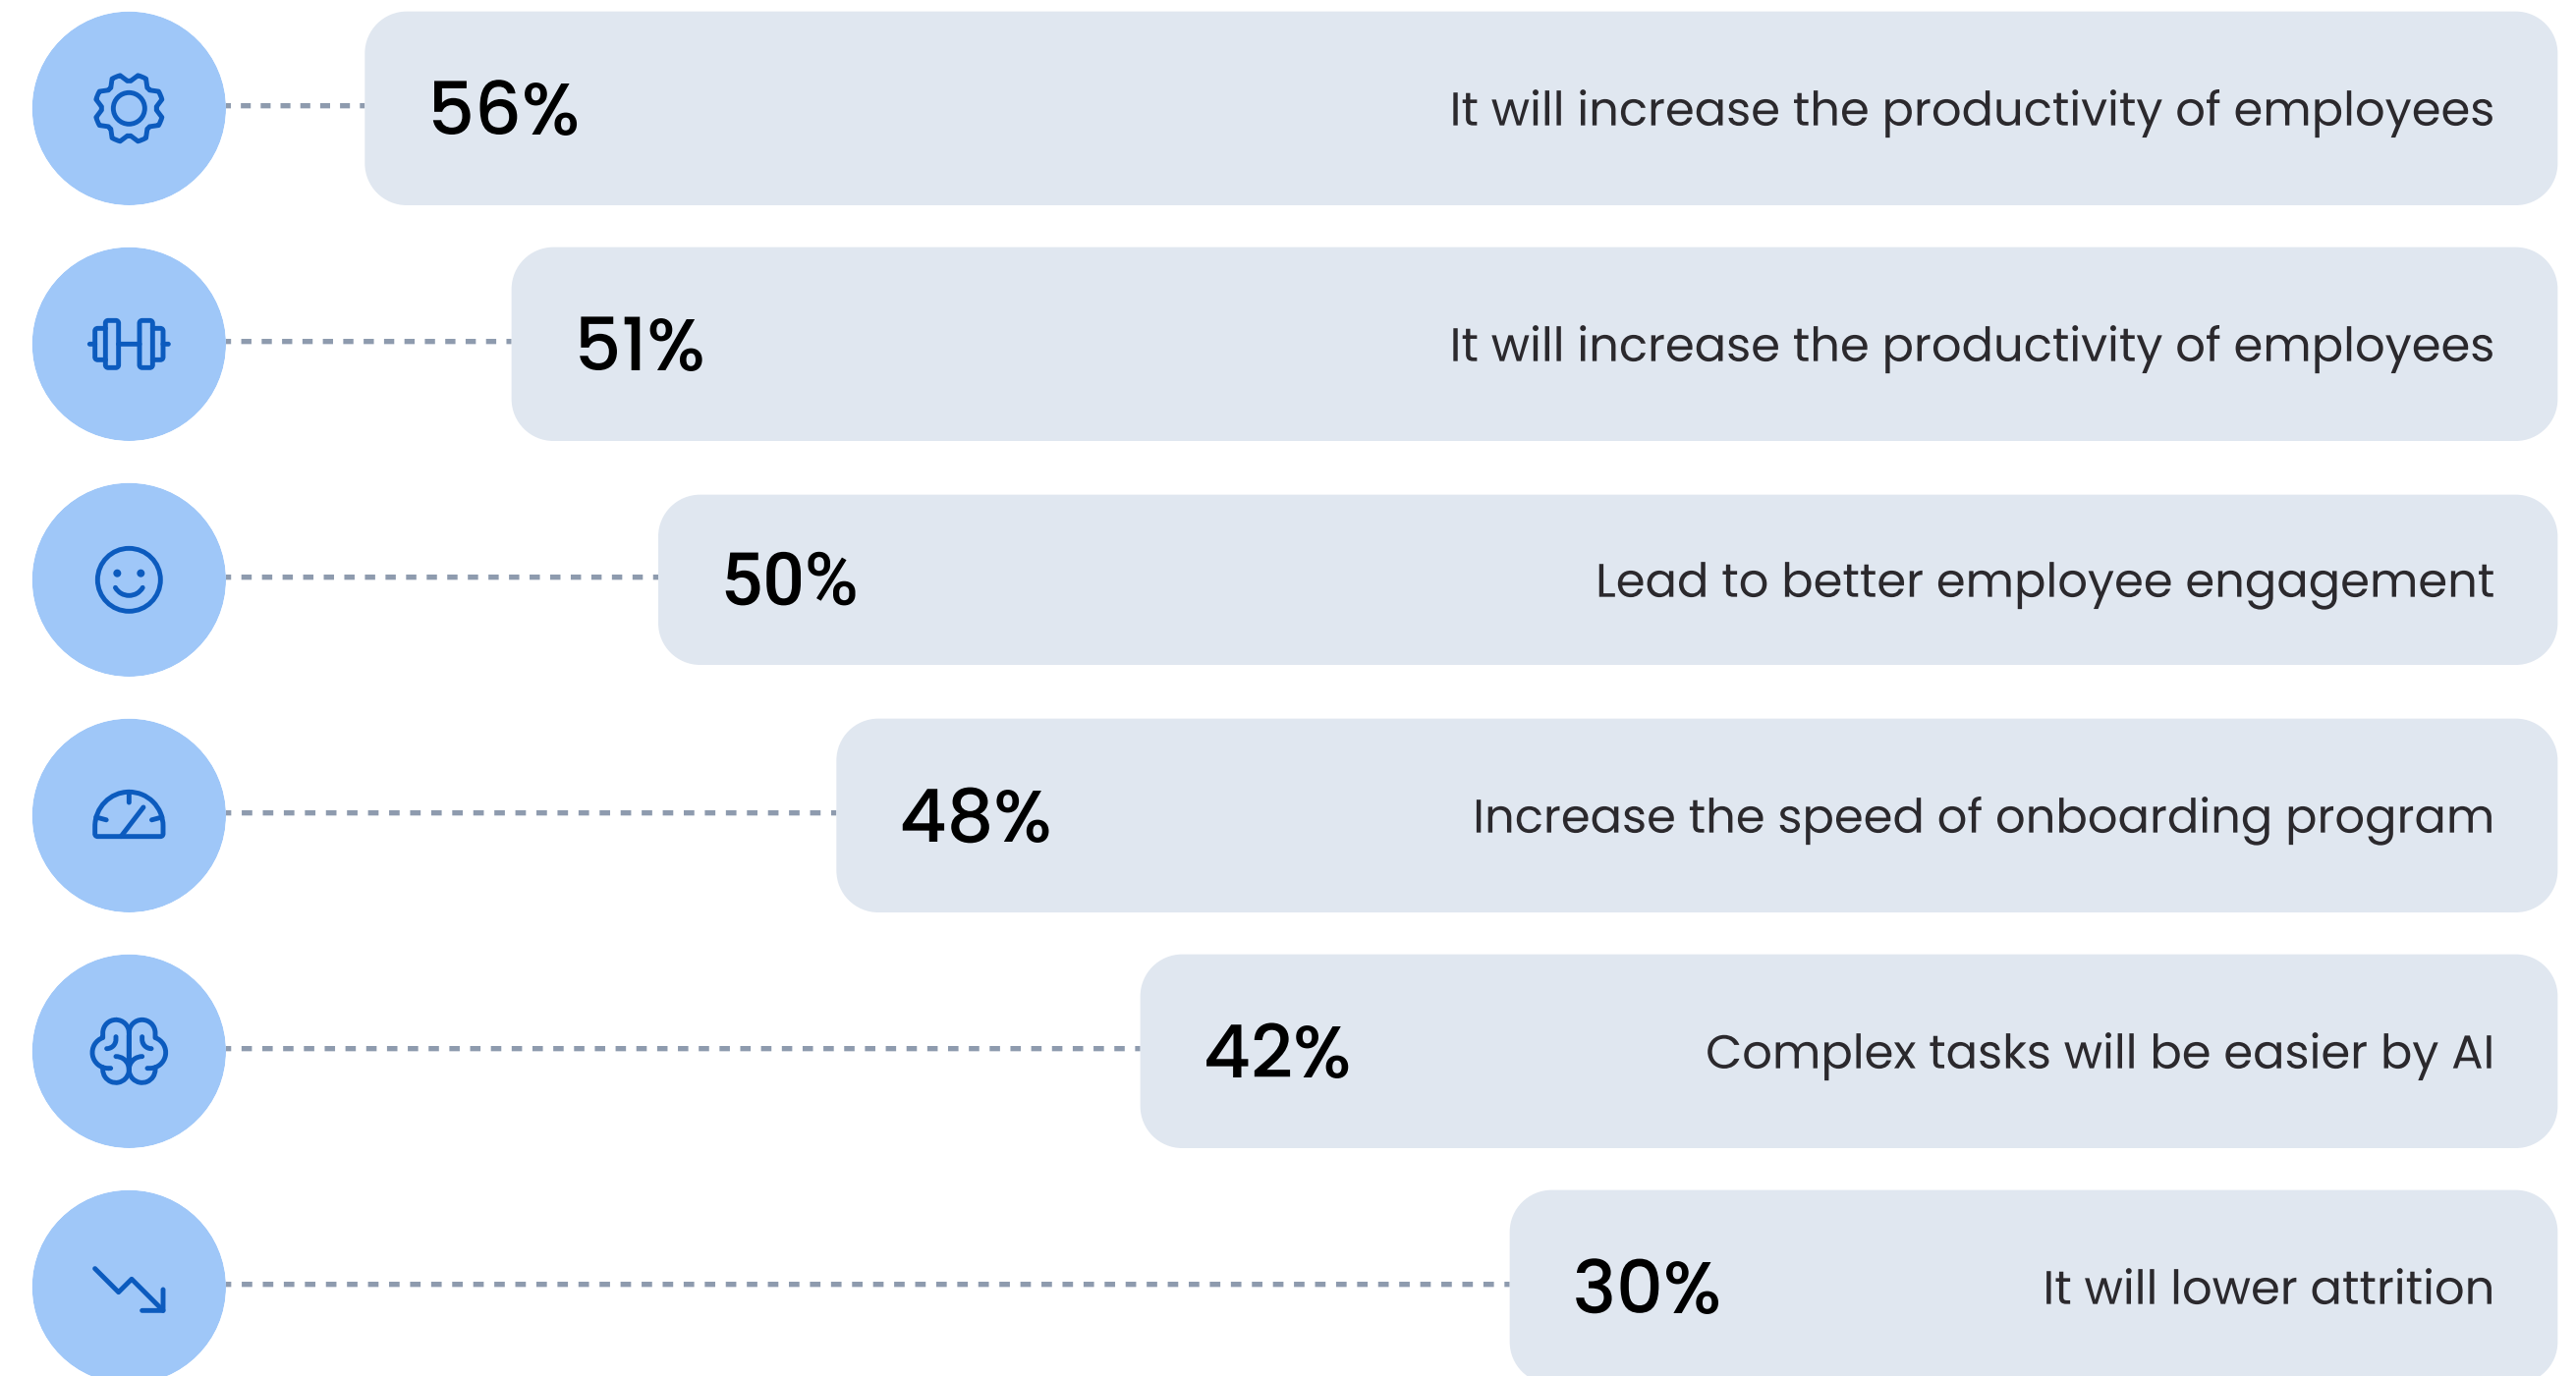 56% It will increase the productivity of employees
51% It will increase the productivity of employees
50% Lead to better employee engagement
48% Increase the speed of onboarding program
42% Complex tasks will be easier by AI
30% It will lower attrition